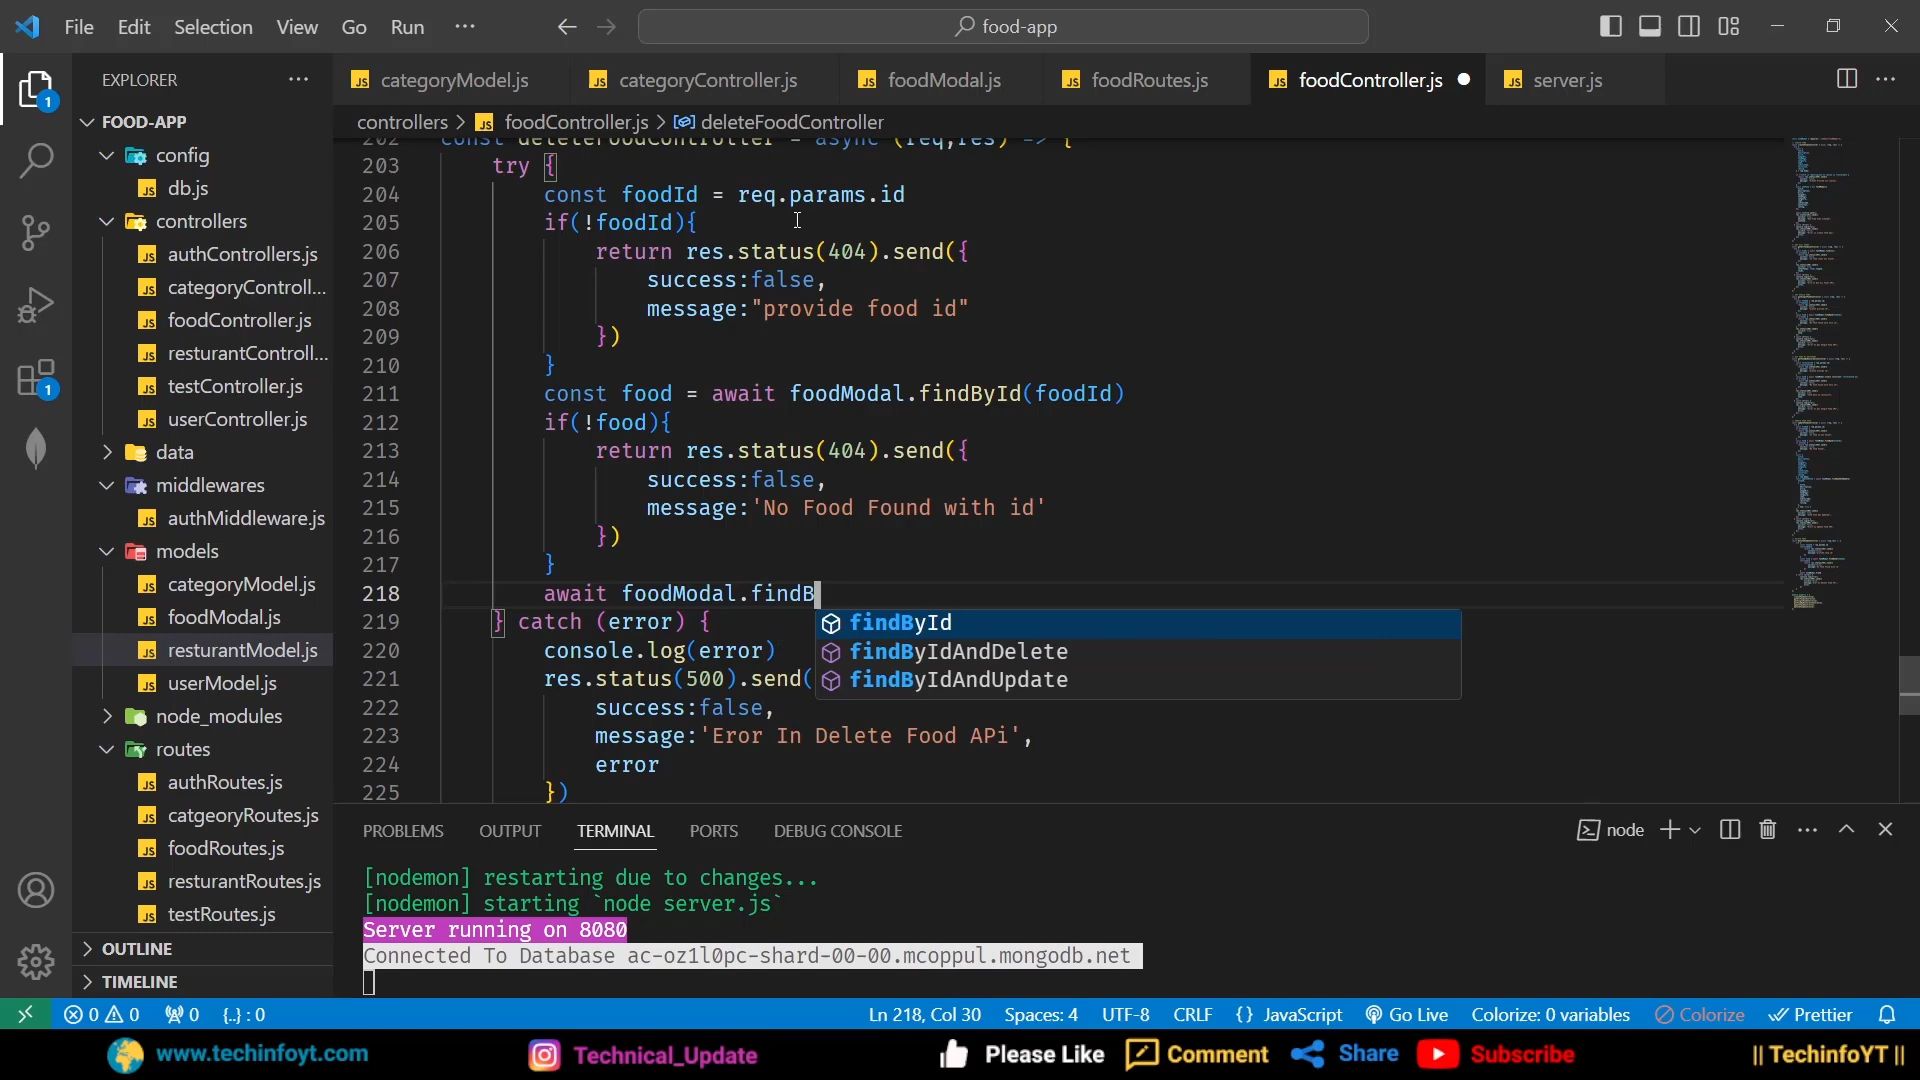 File Edit Selection View Go Run ··· food-app
EXPLORER ···
categoryModel.js categoryController.js foodModal.js foodRoutes.js foodController.js server.js ···
controllers > foodController.js > deleteFoodController
FOOD-APP
config
db.js
controllers
authControllers.js
categoryControll...
foodController.js
resturantControll...
testController.js
userController.js
data
middlewares
authMiddleware.js
models
categoryModel.js
foodModal.js
resturantModel.js
userModel.js
node_modules
routes
authRoutes.js
catgeoryRoutes.js
foodRoutes.js
resturantRoutes.js
testRoutes.js
OUTLINE
TIMELINE
202 const deleteFoodController = async (req,res) => {
203 try {
204 const foodId = req.params.id
205 if(!foodId){
206 return res.status(404).send({
207 success:false,
208 message:"provide food id"
209 })
210 }
211 const food = await foodModal.findById(foodId)
212 if(!food){
213 return res.status(404).send({
214 success:false,
215 message:'No Food Found with id'
216 })
217 }
218 await foodModal.findB
219 } catch (error) {
220 console.log(error)
221 res.status(500).send(
222 success:false,
223 message:'Eror In Delete Food APi',
224 error
225 })
findById
findByIdAndDelete
findByIdAndUpdate
PROBLEMS OUTPUT TERMINAL PORTS DEBUG CONSOLE node ···
[nodemon] restarting due to changes...
[nodemon] starting `node server.js`
Server running on 8080
Connected To Database ac-oz1l0pc-shard-00-00.mcoppul.mongodb.net
0 0 0 {..} : 0 Ln 218, Col 30 Spaces: 4 UTF-8 CRLF {} JavaScript Go Live Colorize: 0 variables Colorize Prettier
www.techinfoyt.com Technical_Update Please Like Comment Share Subscribe || TechinfoYT ||